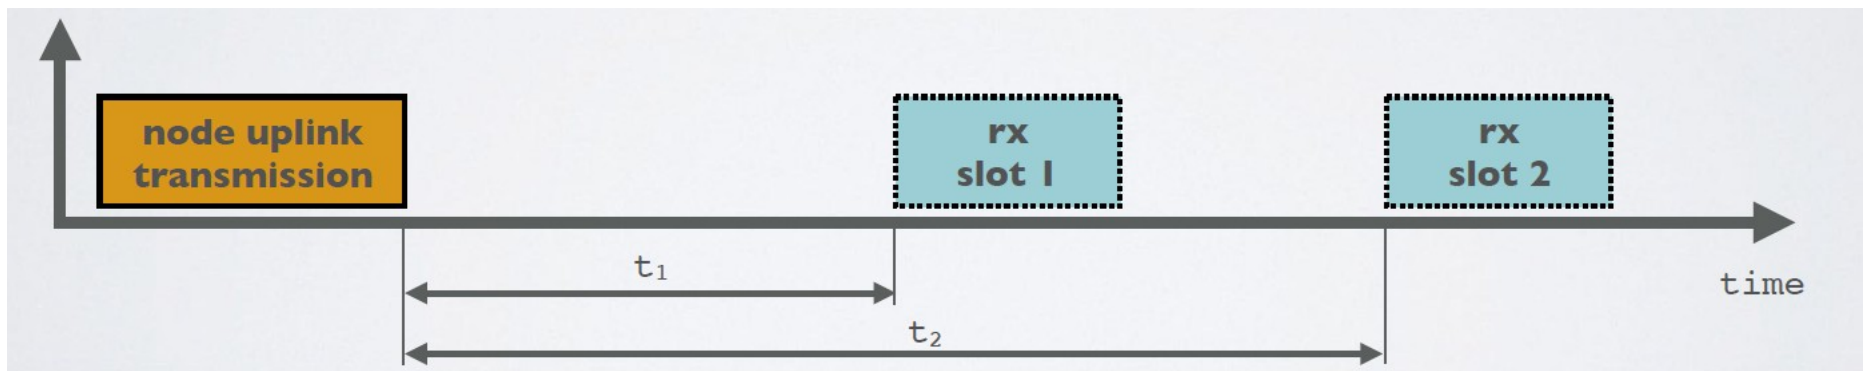 node uplink
transmission
rx
slot 1
rx
slot 2
t₁
time
t₂